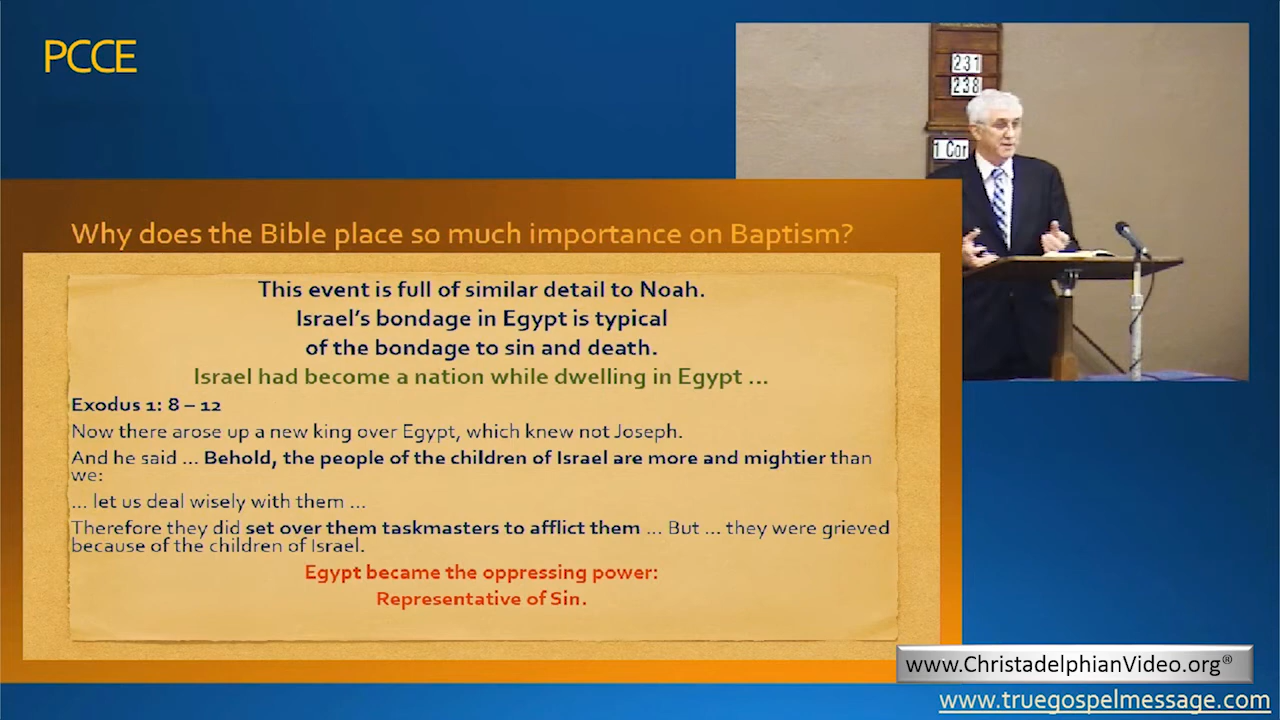 PCCE
231
238
1 Cor
Why does the Bible place so much importance on Baptism?
This event is full of similar detail to Noah.
Israel's bondage in Egypt is typical
of the bondage to sin and death.
Israel had become a nation while dwelling in Egypt ...
Exodus 1: 8 – 12
Now there arose up a new king over Egypt, which knew not Joseph.
And he said ... Behold, the people of the children of Israel are more and mightier than
we:
... let us deal wisely with them ...
Therefore they did set over them taskmasters to afflict them ... But ... they were grieved
because of the children of Israel.
Egypt became the oppressing power:
Representative of Sin.
www.ChristadelphianVideo.org®
www.truegospelmessage.com